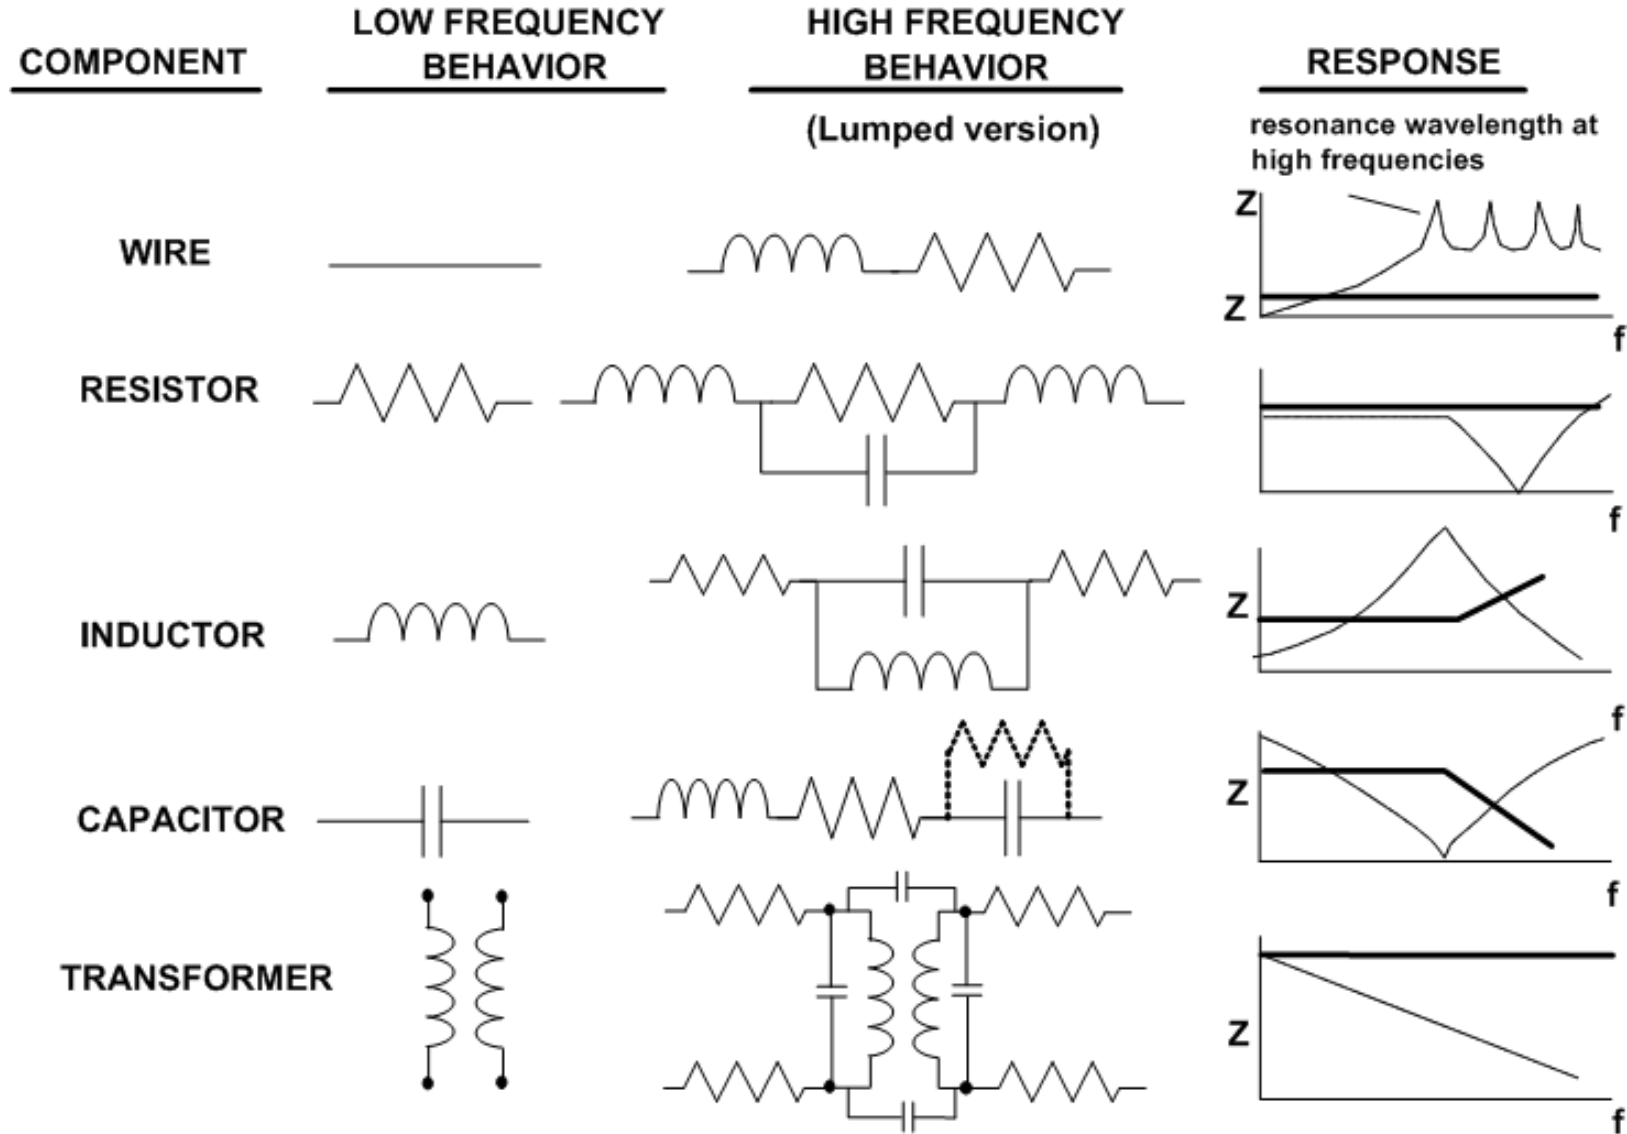 COMPONENT
LOW FREQUENCY
BEHAVIOR
HIGH FREQUENCY
BEHAVIOR
(Lumped version)
RESPONSE
resonance wavelength at
high frequencies
WIRE
Z
Z
f
RESISTOR
f
INDUCTOR
Z
f
CAPACITOR
Z
f
TRANSFORMER
Z
f